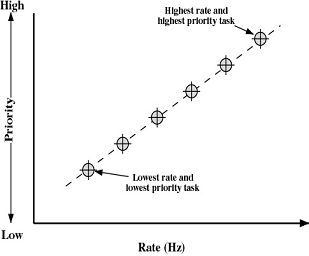 High
Highest rate and
highest priority task
Priority
Lowest rate and
lowest priority task
Low
Rate (Hz)